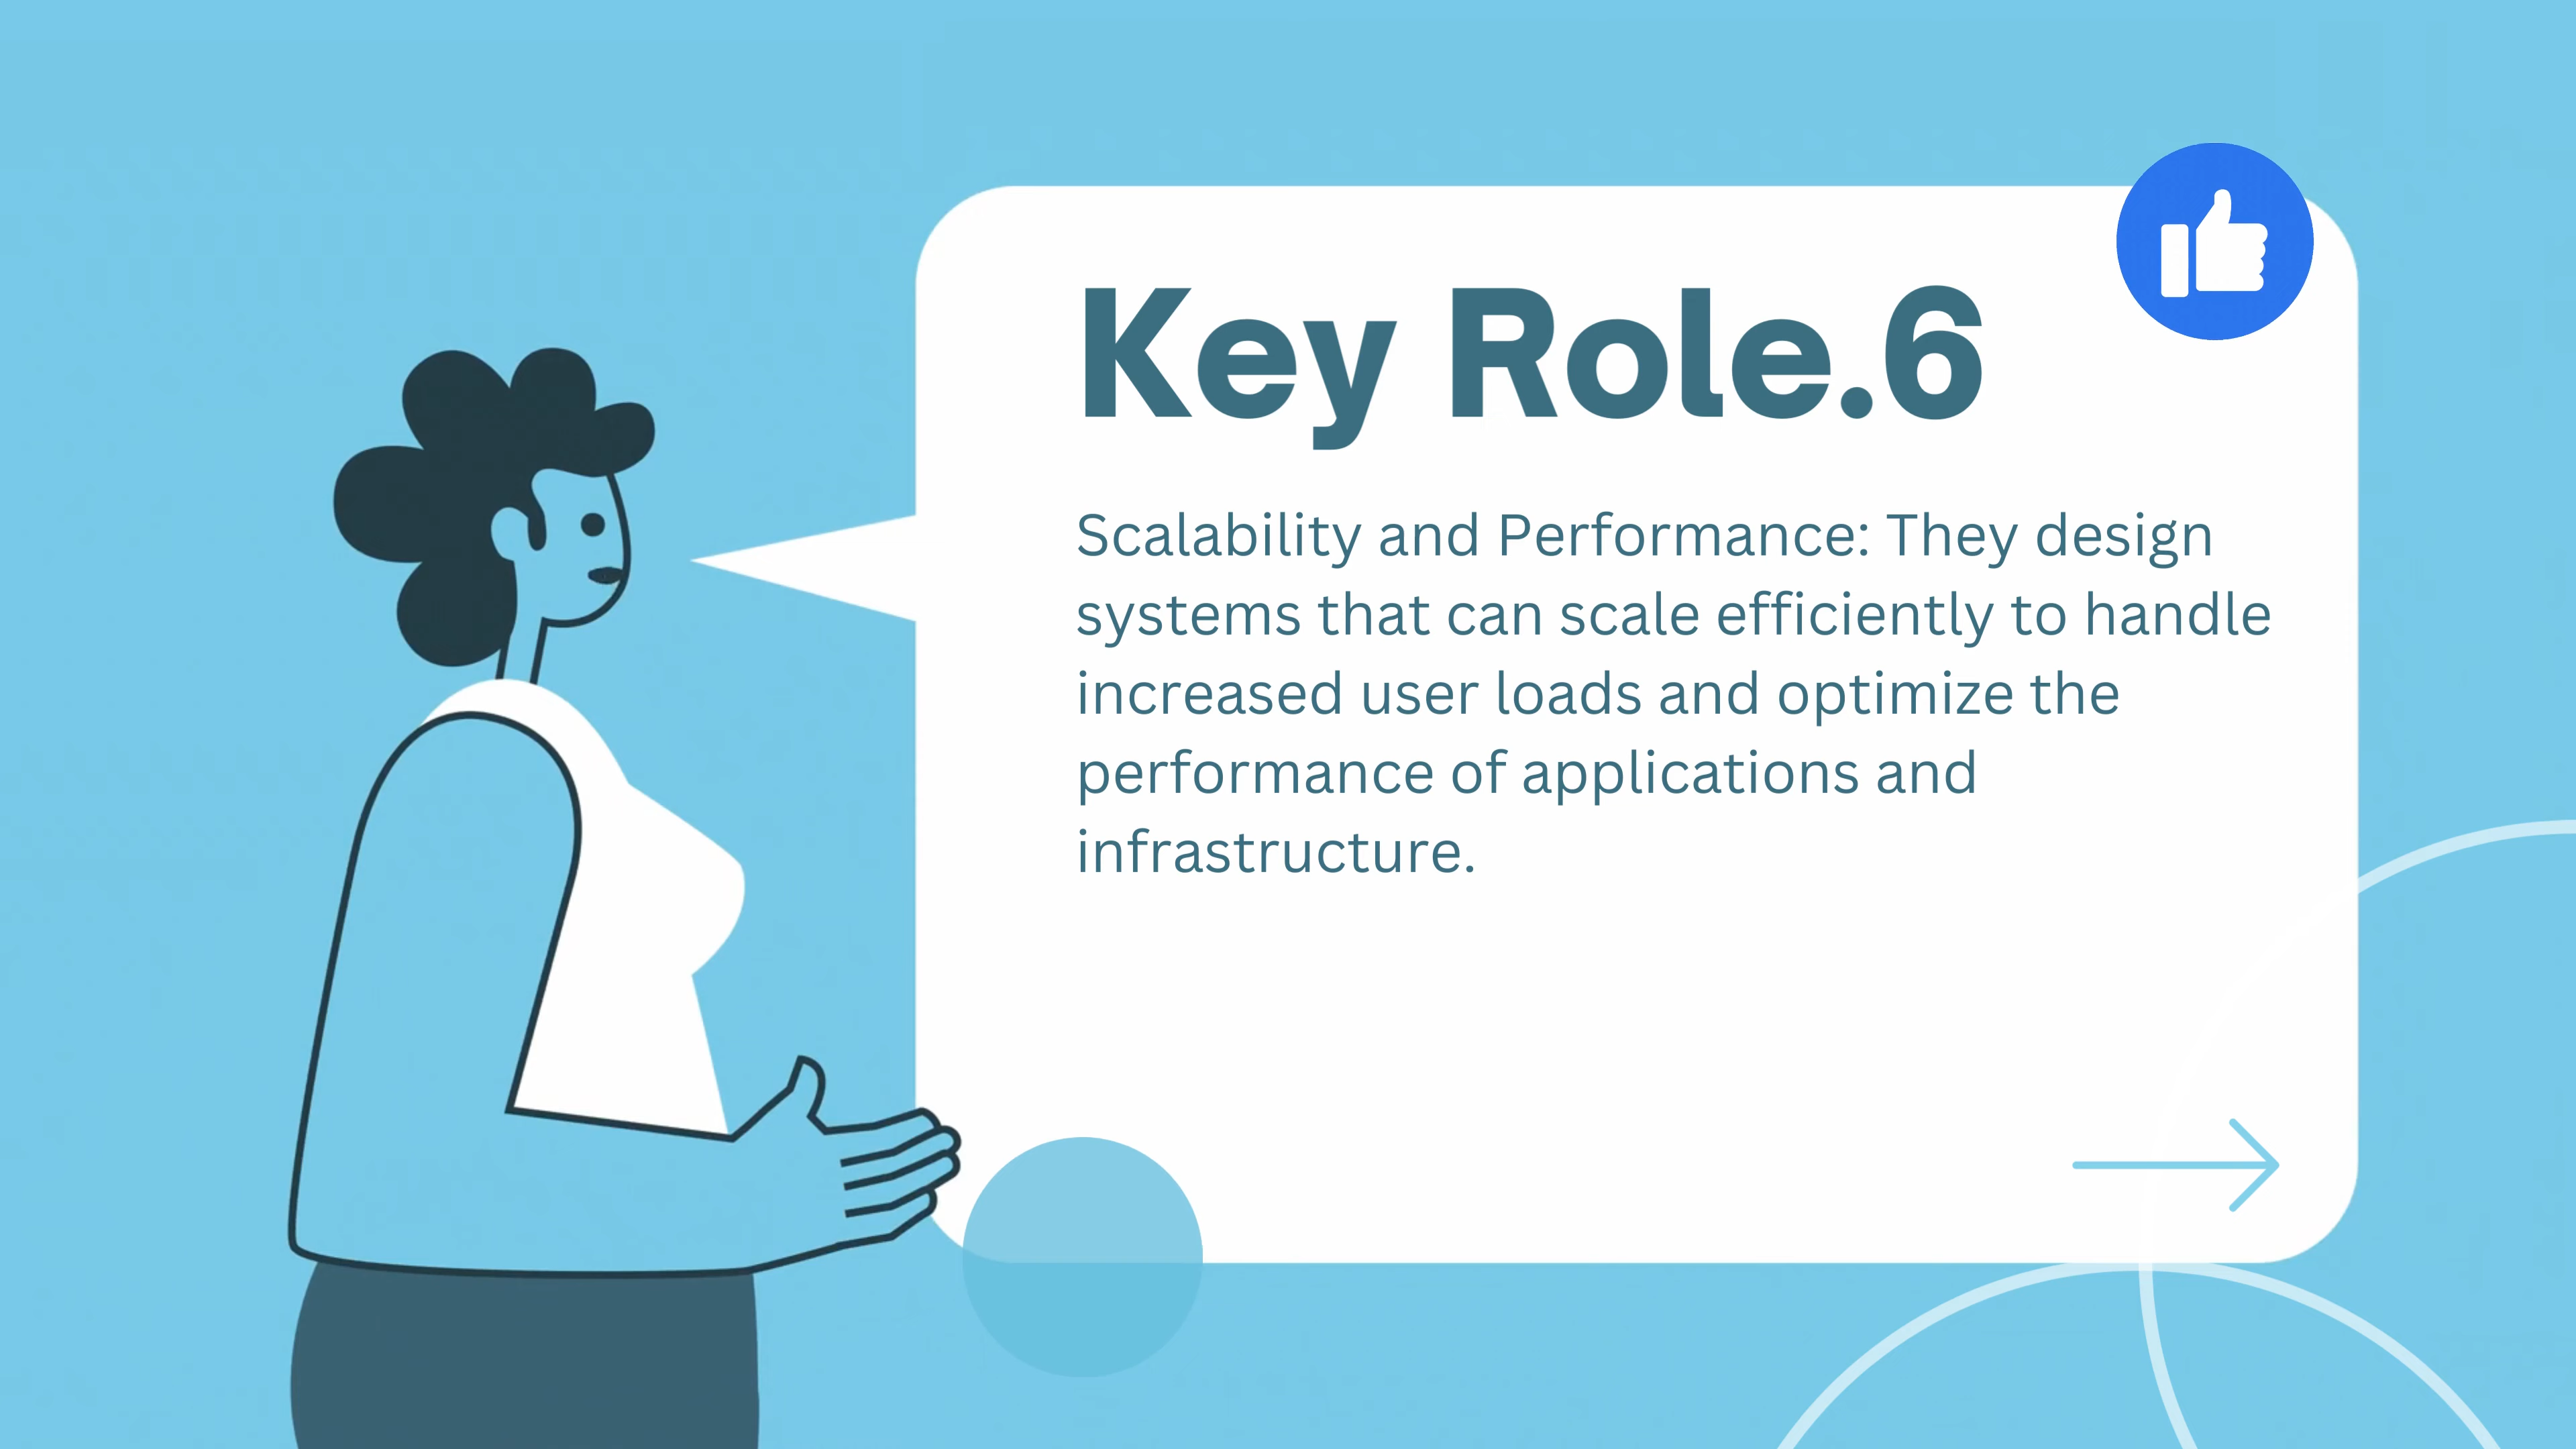 Key Role.6
Scalability and Performance: They design
systems that can scale efficiently to handle
increased user loads and optimize the
performance of applications and
infrastructure.